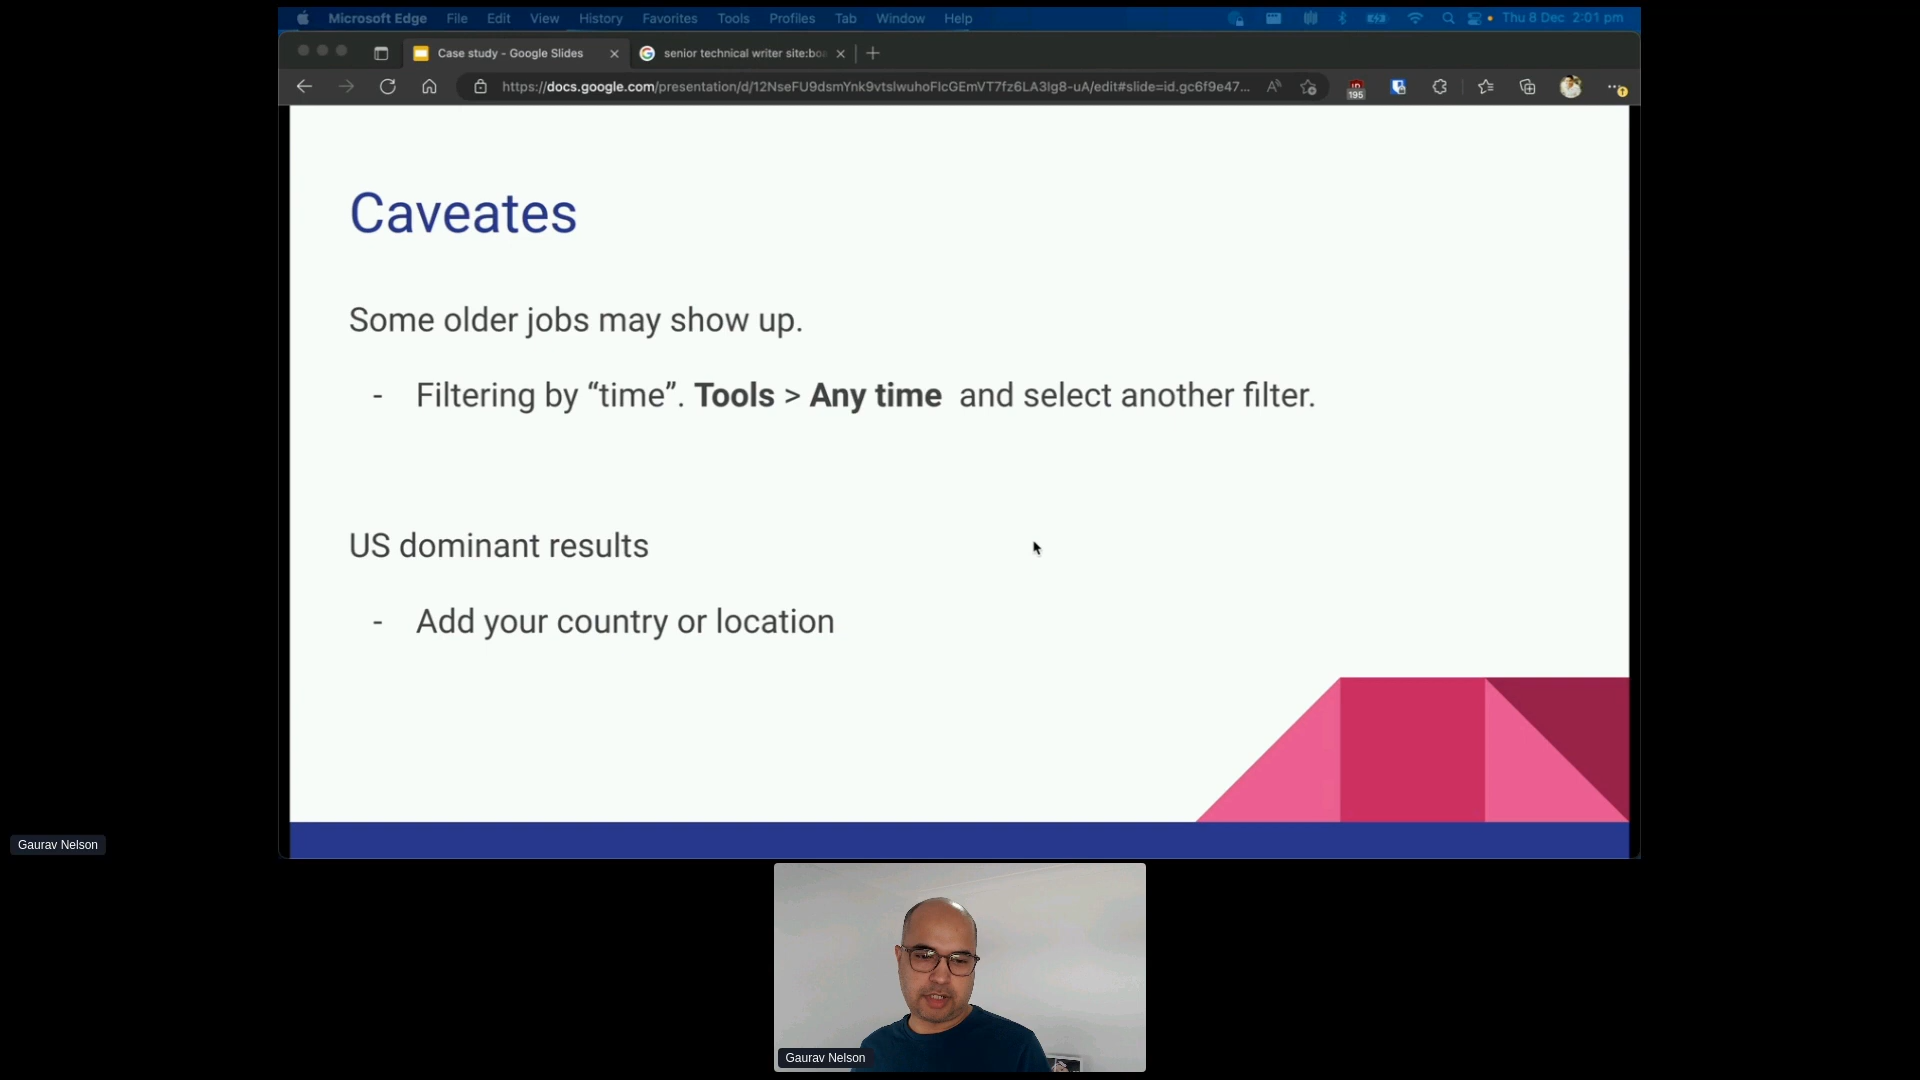 Microsoft Edge File Edit View History Favorites Tools Profiles Tab Window Help Thu 8 Dec 2:01 pm
Case study - Google Slides
senior technical writer site:boa
https://docs.google.com/presentation/d/12NseFU9dsmYnk9vtslwuhoFlcGEmVT7fz6LA3lg8-uA/edit#slide=id.gc6f9e47...
195
Caveates
Some older jobs may show up.
- Filtering by “time”. Tools > Any time and select another filter.
US dominant results
- Add your country or location
Gaurav Nelson
Gaurav Nelson